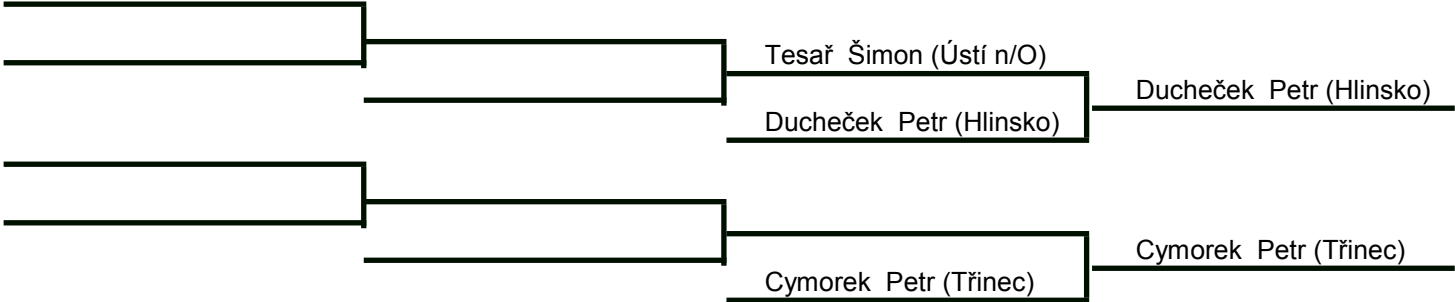 Tesař  Šimon (Ústí n/O)
Ducheček  Petr (Hlinsko)
Ducheček  Petr (Hlinsko)
Cymorek  Petr (Třinec)
Cymorek  Petr (Třinec)